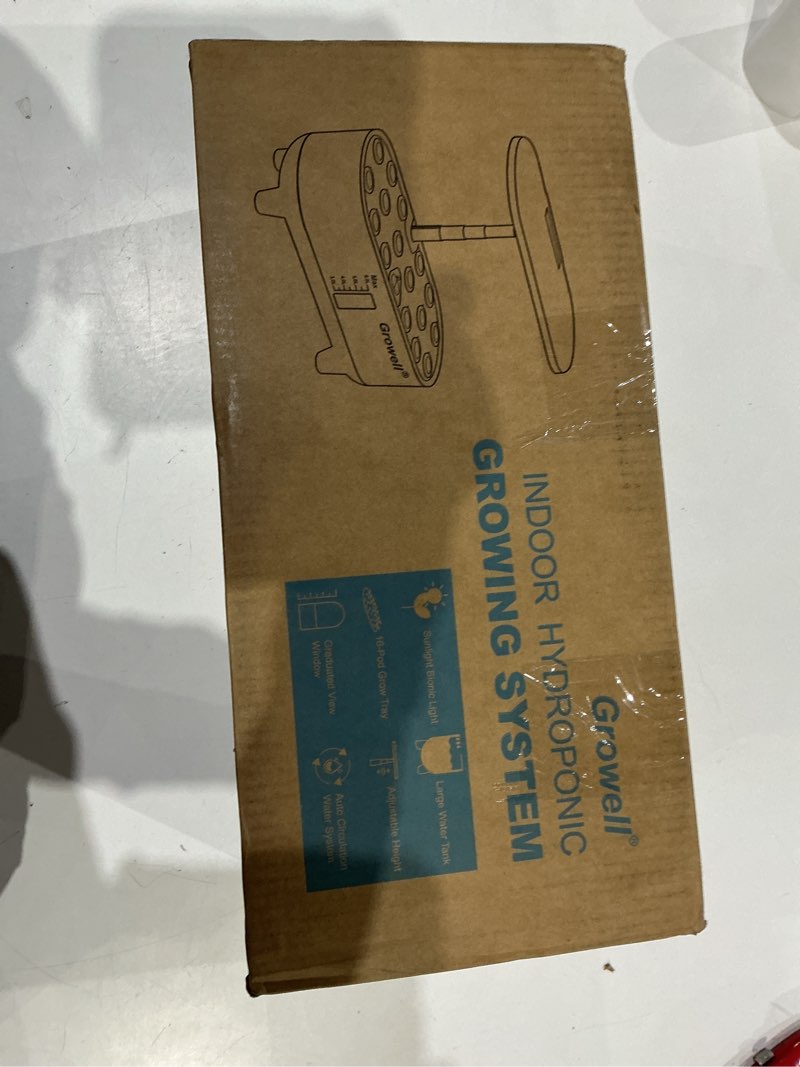 Growell®
INDOOR HYDROPONIC
GROWING SYSTEM
Sunlight Bionic Light
Large Water Tank
16-Pod Grow Tray
Adjustable Height
Graduated View
Window
Auto Circulation
Water System
Growell®
Max